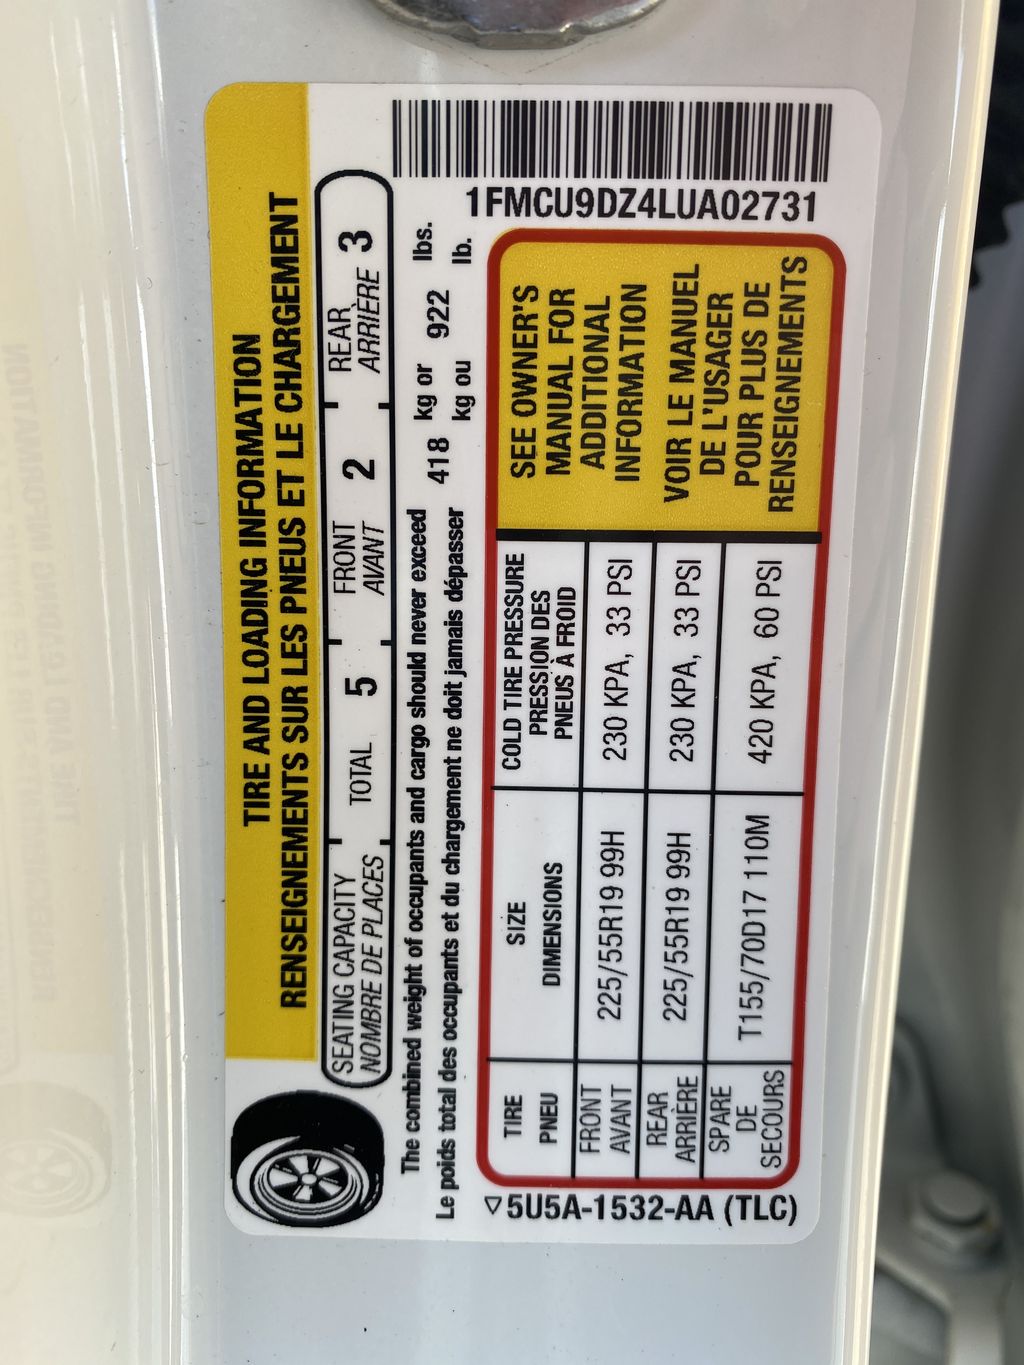 1FMCU9DZ4LUA02731
TIRE AND LOADING INFORMATION
RENSEIGNEMENTS SUR LES PNEUS ET LE CHARGEMENT
SEATING CAPACITY TOTAL 5 FRONT 2 REAR 3
NOMBRE DE PLACES AVANT ARRIÈRE
The combined weight of occupants and cargo should never exceed 418 kg or 922 lbs.
Le poids total des occupants et du chargement ne doit jamais dépasser kg ou lb.
TIRE SIZE COLD TIRE PRESSURE
PNEU DIMENSIONS PRESSION DES
PNEUS À FROID
FRONT
AVANT 225/55R19 99H 230 KPA, 33 PSI
REAR
ARRIÈRE 225/55R19 99H 230 KPA, 33 PSI
SPARE
DE
SECOURS T155/70D17 110M 420 KPA, 60 PSI
SEE OWNER'S
MANUAL FOR
ADDITIONAL
INFORMATION
VOIR LE MANUEL
DE L'USAGER
POUR PLUS DE
RENSEIGNEMENTS
5U5A-1532-AA (TLC)